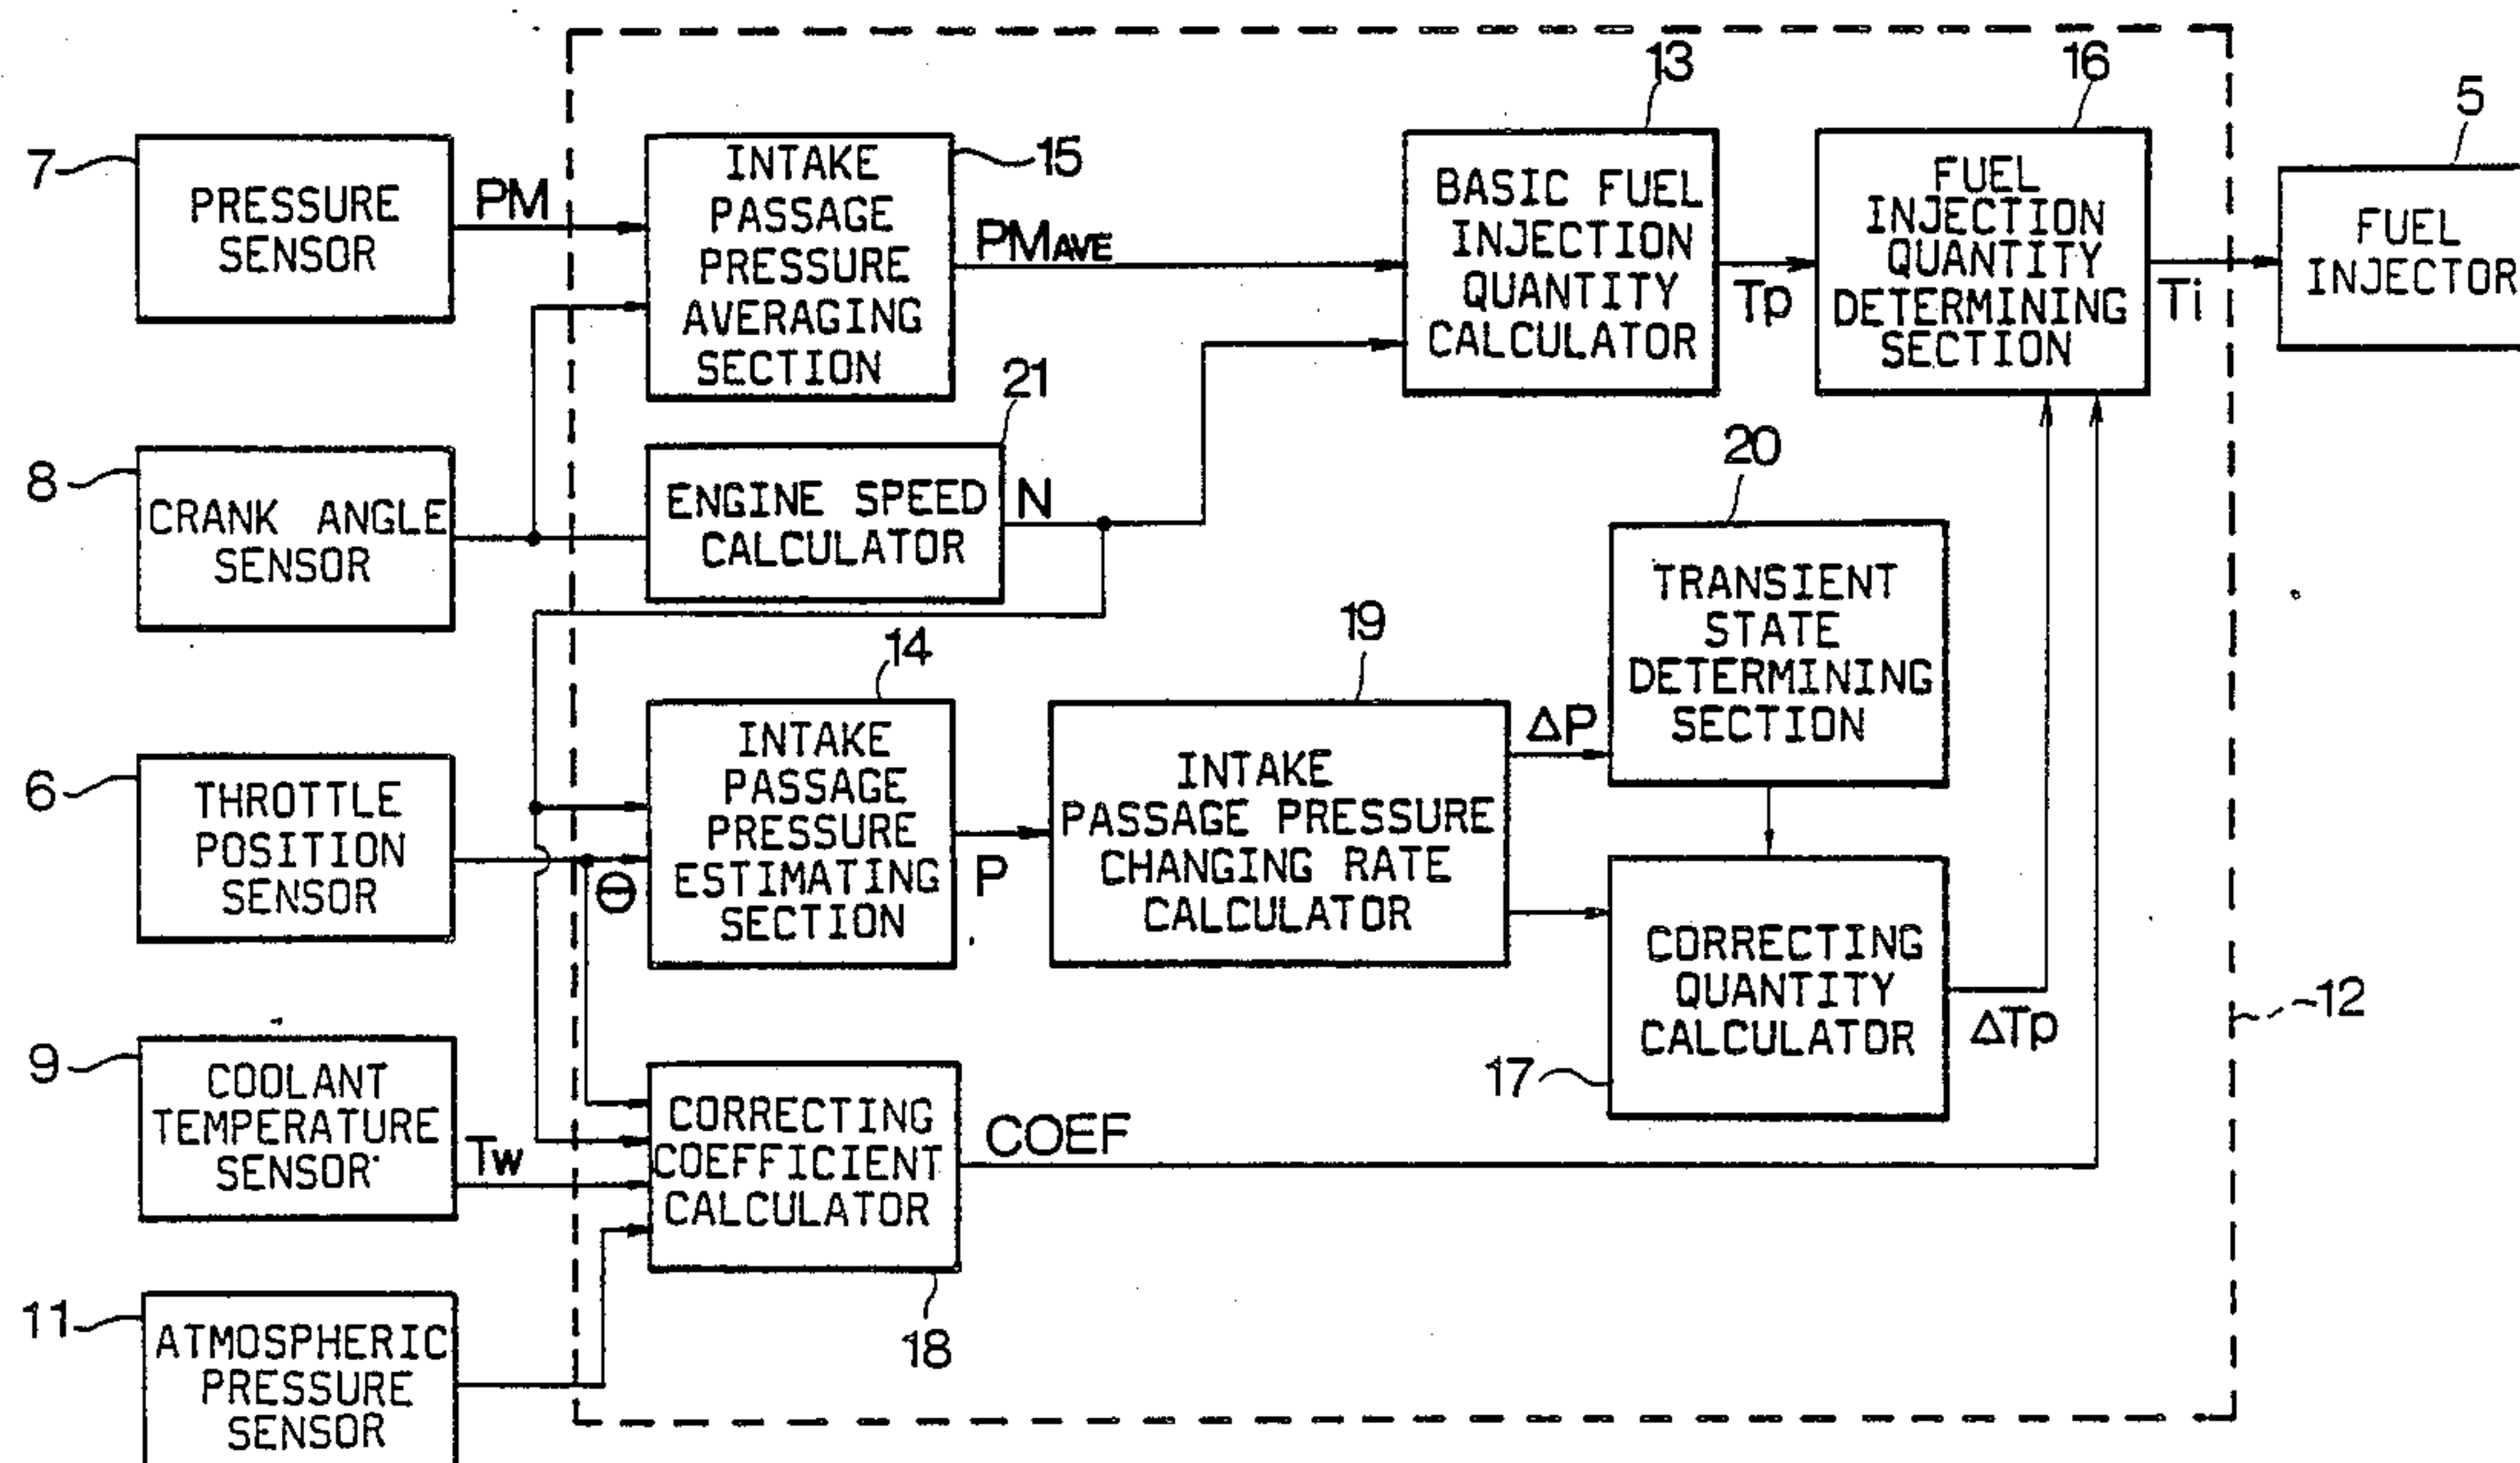 7
PRESSURE
SENSOR
PM
INTAKE
PASSAGE
PRESSURE
AVERAGING
SECTION
15
PMAVE
13
BASIC FUEL
INJECTION
QUANTITY
CALCULATOR
Tp
16
FUEL
INJECTION
QUANTITY
DETERMINING
SECTION
Ti
5
FUEL
INJECTOR
8
CRANK ANGLE
SENSOR
21
ENGINE SPEED
CALCULATOR
N
6
THROTTLE
POSITION
SENSOR
Θ
14
INTAKE
PASSAGE
PRESSURE
ESTIMATING
SECTION
P
19
INTAKE
PASSAGE PRESSURE
CHANGING RATE
CALCULATOR
ΔP
20
TRANSIENT
STATE
DETERMINING
SECTION
17
CORRECTING
QUANTITY
CALCULATOR
ΔTp
12
9
COOLANT
TEMPERATURE
SENSOR
Tw
CORRECTING
COEFFICIENT
CALCULATOR
COEF
18
11
ATMOSPHERIC
PRESSURE
SENSOR